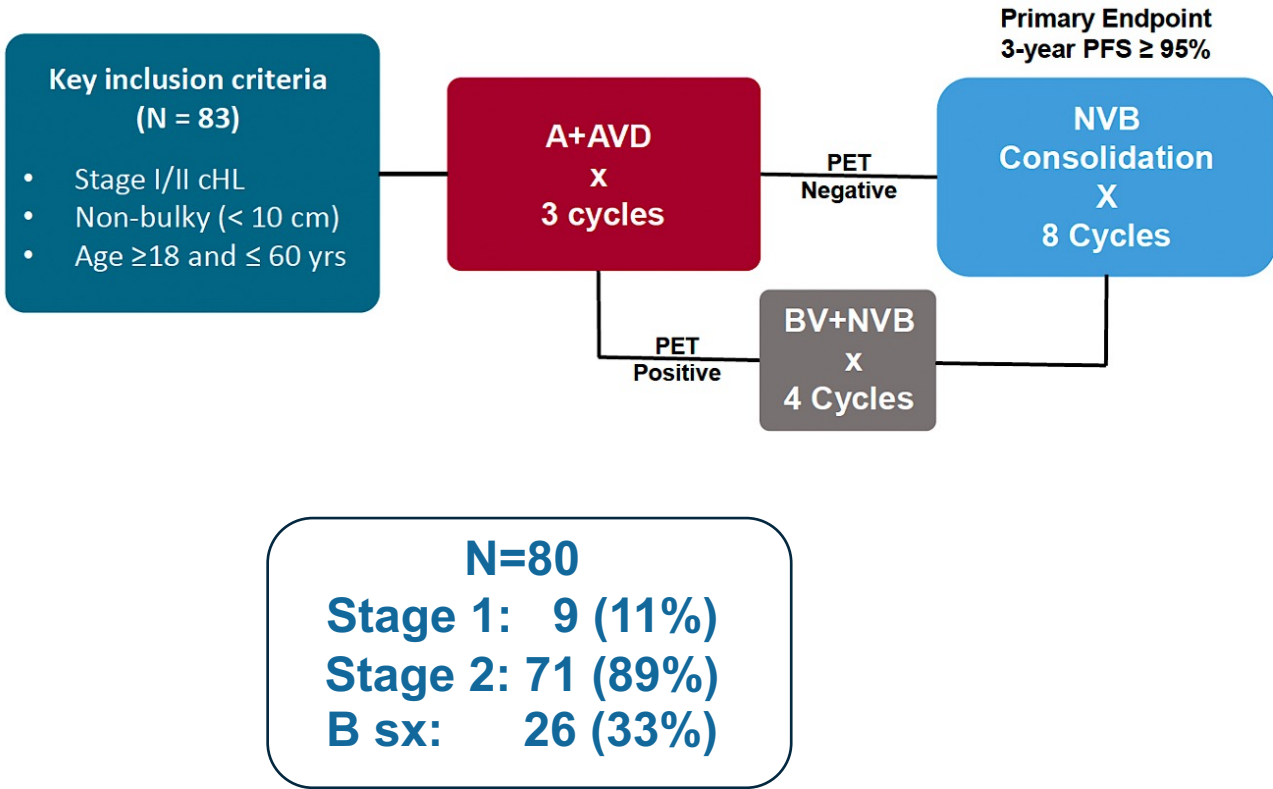 Primary Endpoint
3-year PFS ≥ 95%
Key inclusion criteria
(N = 83)
• Stage I/II cHL
• Non-bulky (< 10 cm)
• Age ≥18 and ≤ 60 yrs
A+AVD
x
3 cycles
PET
Negative
NVB
Consolidation
X
8 Cycles
PET
Positive
BV+NVB
x
4 Cycles
N=80
Stage 1: 9 (11%)
Stage 2: 71 (89%)
B sx: 26 (33%)